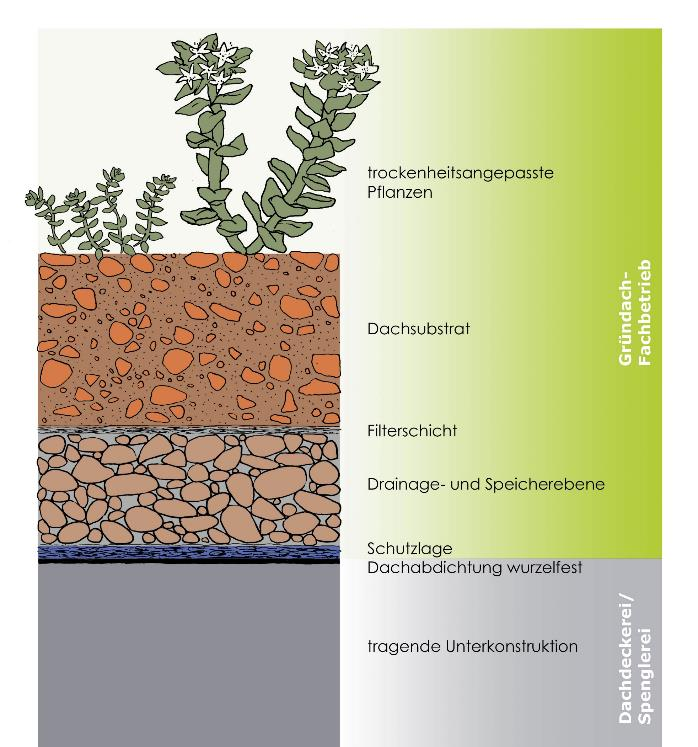 trockenheitsangepasste
Pflanzen
Dachsubstrat
Filterschicht
Drainage- und Speicherebene
Schutzlage
Dachabdichtung wurzelfest
tragende Unterkonstruktion
Gründach-
Fachbetrieb
Dachdeckerei/
Spenglerei